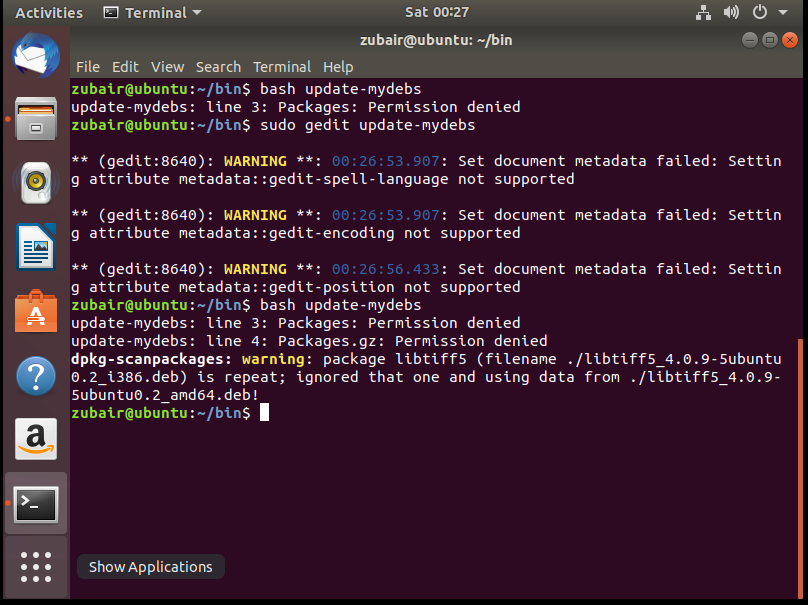 Activities Terminal Sat 00:27
zubair@ubuntu: ~/bin
File Edit View Search Terminal Help
zubair@ubuntu:~/bin$ bash update-mydebs
update-mydebs: line 3: Packages: Permission denied
zubair@ubuntu:~/bin$ sudo gedit update-mydebs
** (gedit:8640): WARNING **: 00:26:53.907: Set document metadata failed: Settin
g attribute metadata::gedit-spell-language not supported
** (gedit:8640): WARNING **: 00:26:53.907: Set document metadata failed: Settin
g attribute metadata::gedit-encoding not supported
** (gedit:8640): WARNING **: 00:26:56.433: Set document metadata failed: Settin
g attribute metadata::gedit-position not supported
zubair@ubuntu:~/bin$ bash update-mydebs
update-mydebs: line 3: Packages: Permission denied
update-mydebs: line 4: Packages.gz: Permission denied
dpkg-scanpackages: warning: package libtiff5 (filename ./libtiff5_4.0.9-5ubuntu
0.2_i386.deb) is repeat; ignored that one and using data from ./libtiff5_4.0.9-
5ubuntu0.2_amd64.deb!
zubair@ubuntu:~/bin$
Show Applications